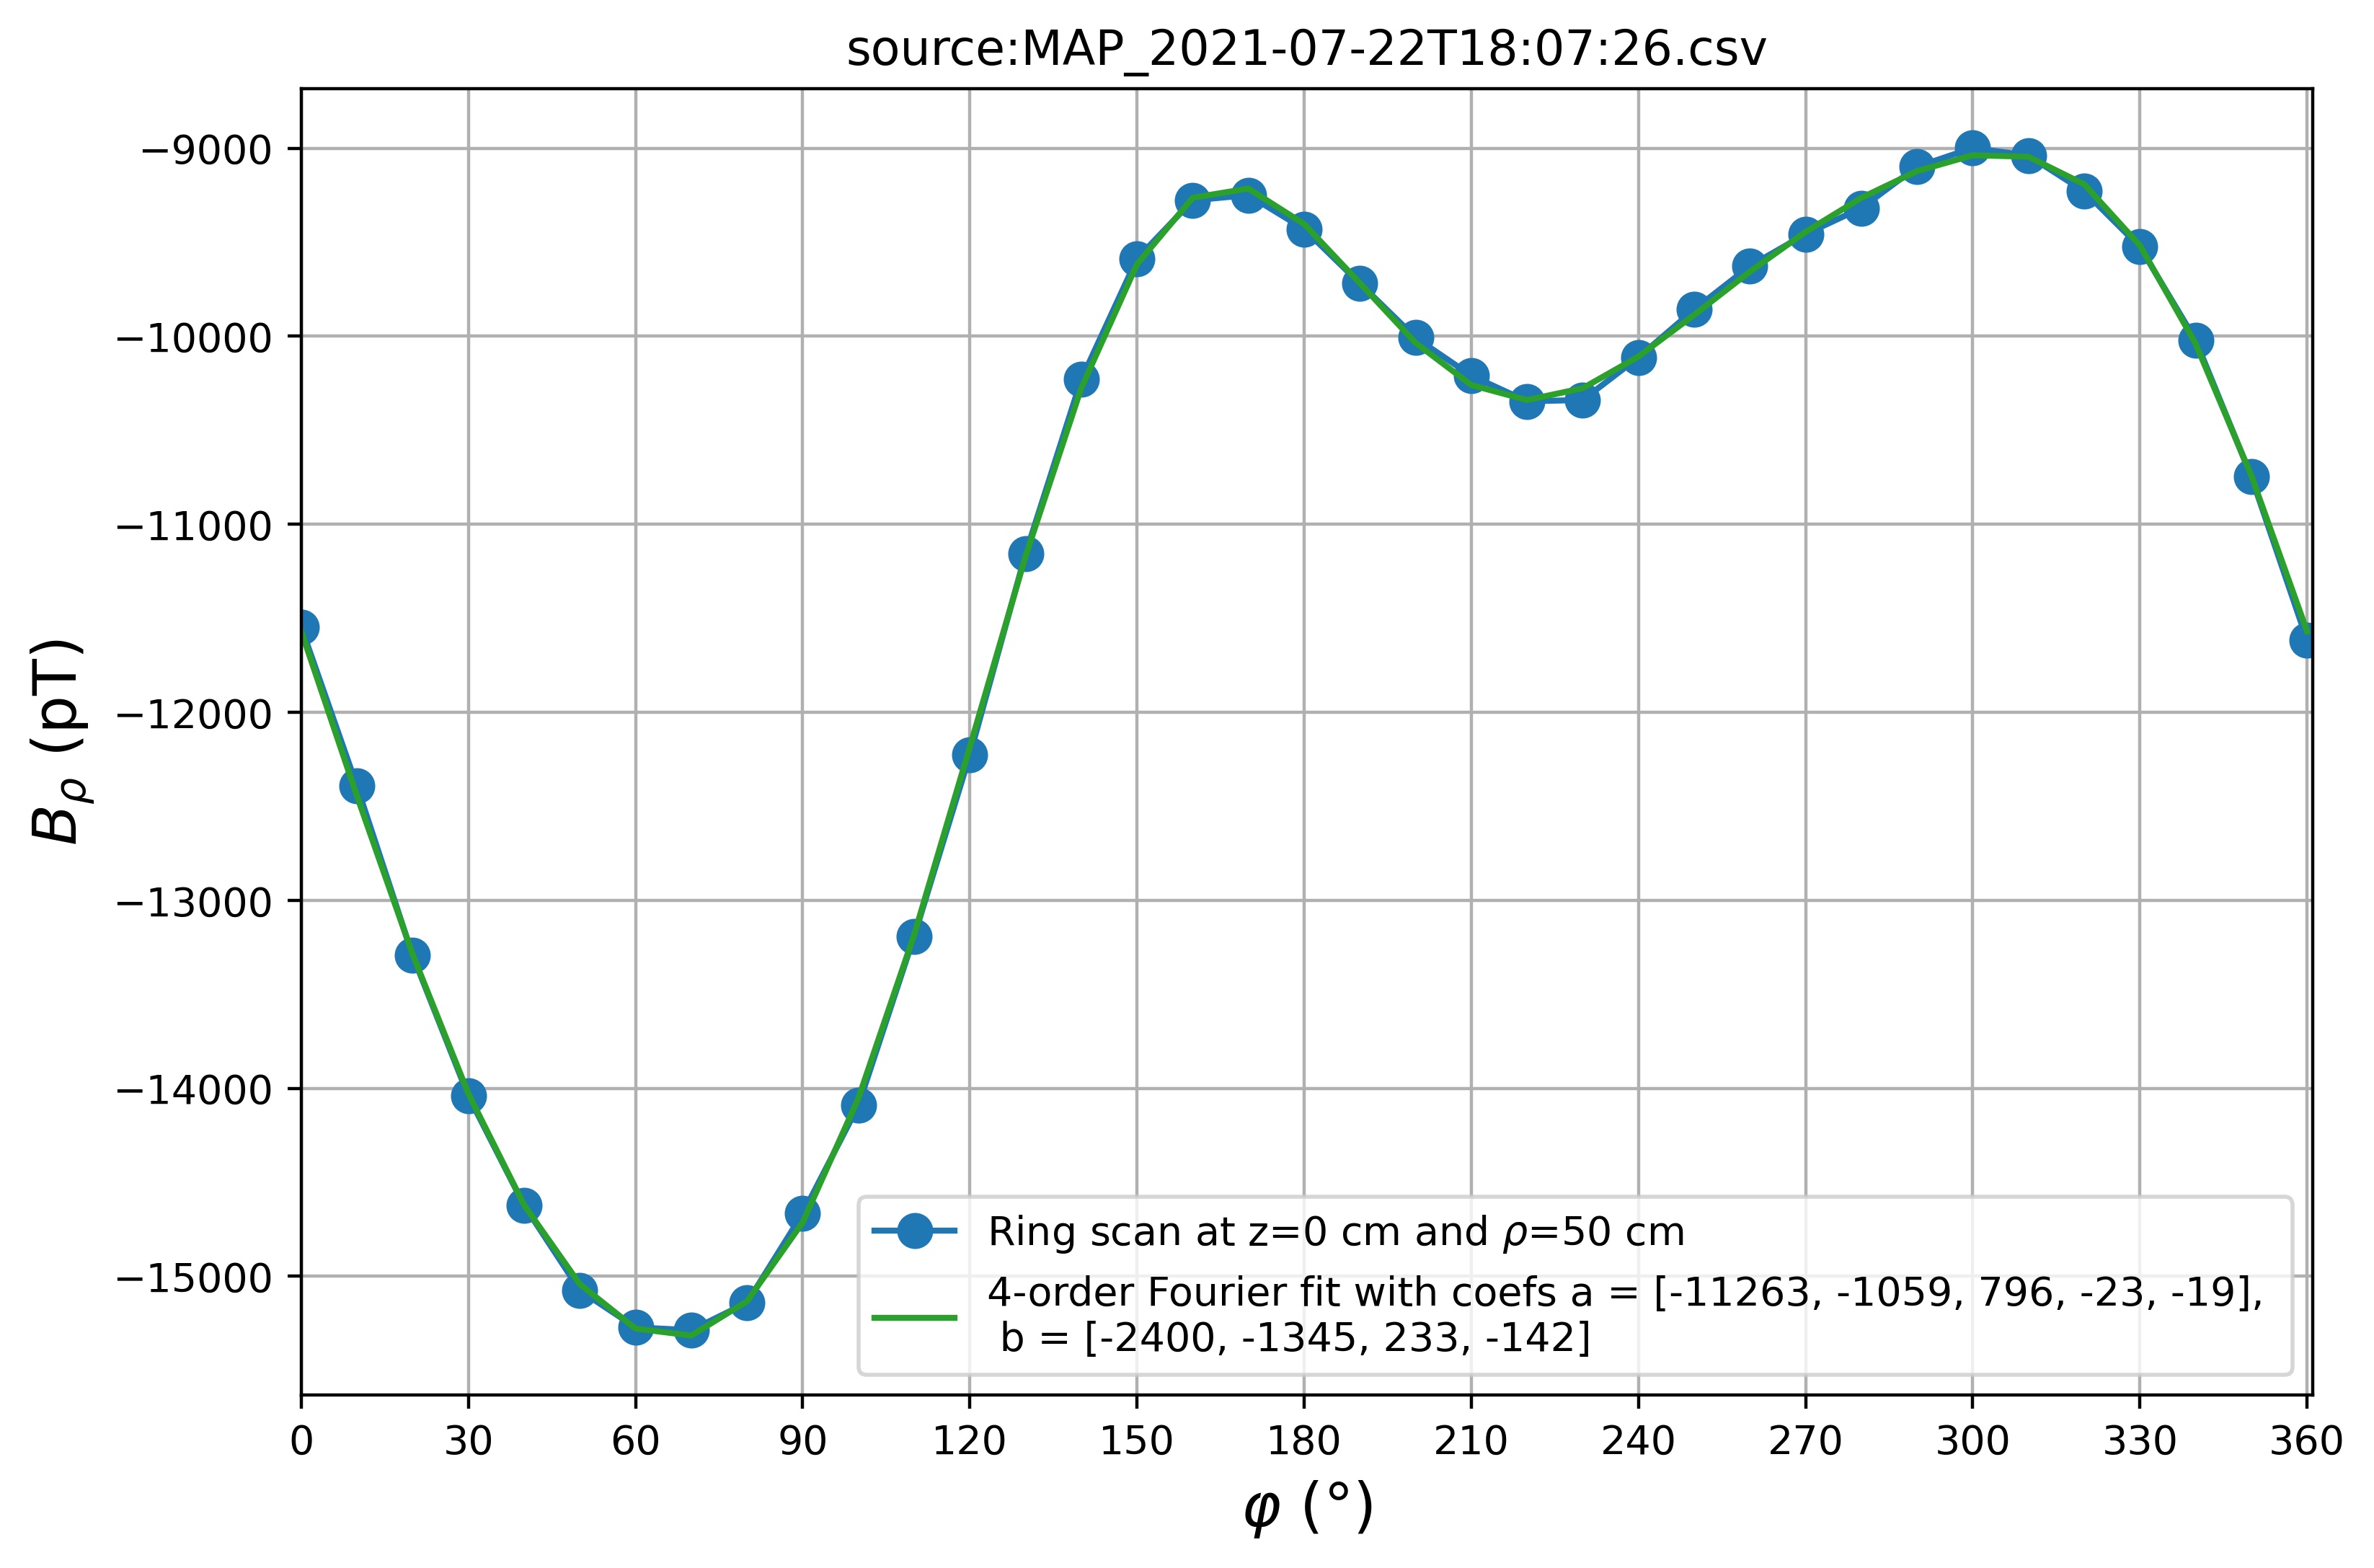 source:MAP_2021-07-22T18:07:26.csv
−9000
−10000
−11000
−12000
−13000
−14000
−15000
Bρ (pT)
Ring scan at z=0 cm and ρ=50 cm
4-order Fourier fit with coefs a = [-11263, -1059, 796, -23, -19],
b = [-2400, -1345, 233, -142]
0 30 60 90 120 150 180 210 240 270 300 330 360
φ (°)